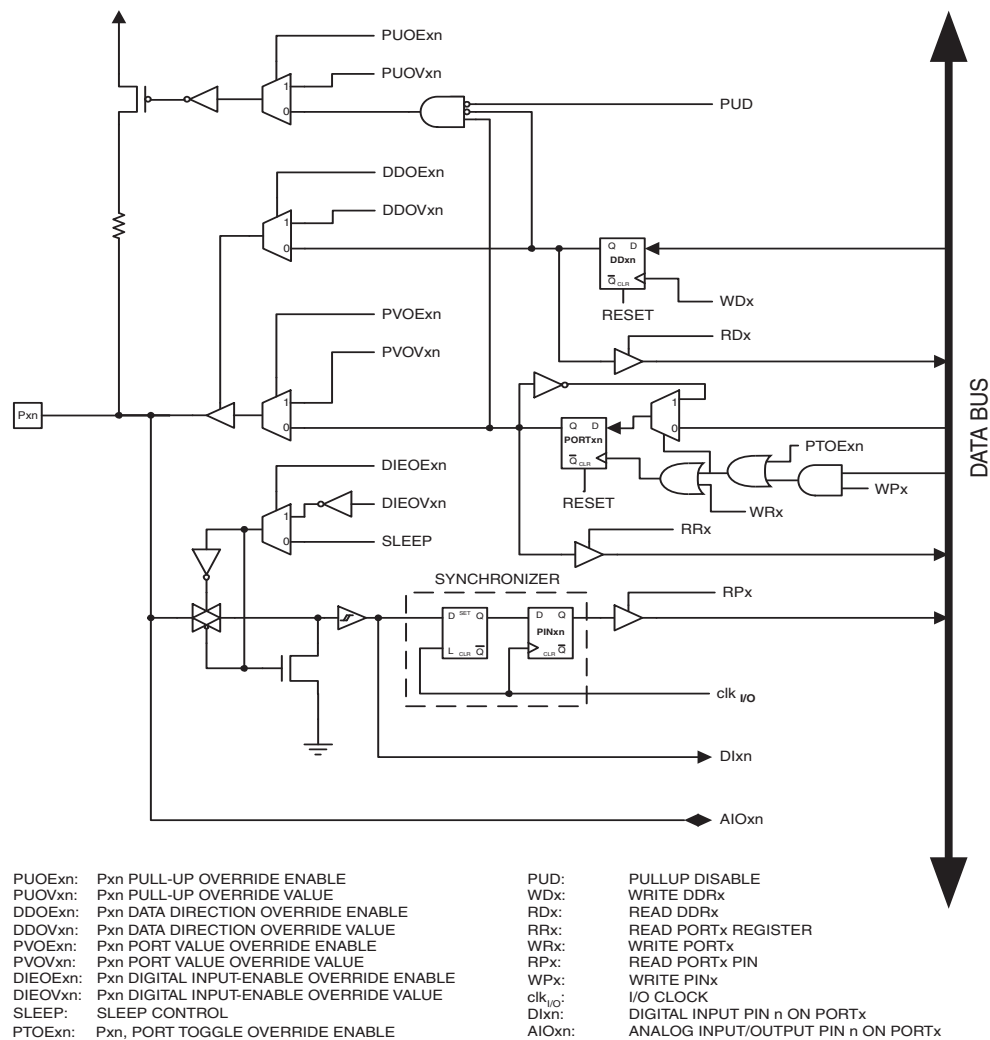 PUOExn
PUOVxn
1
0
PUD
DDOExn
DDOVxn
1
0
Q D
DDxn
Q CLR
WDx
RESET
RDx
PVOExn
PVOVxn
1
0
Pxn
1
0
Q D
PORTxn
Q CLR
RESET
PTOExn
WPx
WRx
RRx
DATA BUS
DIEOExn
DIEOVxn
1
0
SLEEP
SYNCHRONIZER
D SET Q
L CLR Q
D Q
PINxn
CLR Q
RPx
clk I/O
DIxn
AIOxn
PUOExn: Pxn PULL-UP OVERRIDE ENABLE
PUOVxn: Pxn PULL-UP OVERRIDE VALUE
DDOExn: Pxn DATA DIRECTION OVERRIDE ENABLE
DDOVxn: Pxn DATA DIRECTION OVERRIDE VALUE
PVOExn: Pxn PORT VALUE OVERRIDE ENABLE
PVOVxn: Pxn PORT VALUE OVERRIDE VALUE
DIEOExn: Pxn DIGITAL INPUT-ENABLE OVERRIDE ENABLE
DIEOVxn: Pxn DIGITAL INPUT-ENABLE OVERRIDE VALUE
SLEEP: SLEEP CONTROL
PTOExn: Pxn, PORT TOGGLE OVERRIDE ENABLE
PUD: PULLUP DISABLE
WDx: WRITE DDRx
RDx: READ DDRx
RRx: READ PORTx REGISTER
WRx: WRITE PORTx
RPx: READ PORTx PIN
WPx: WRITE PINx
clkI/O: I/O CLOCK
DIxn: DIGITAL INPUT PIN n ON PORTx
AIOxn: ANALOG INPUT/OUTPUT PIN n ON PORTx